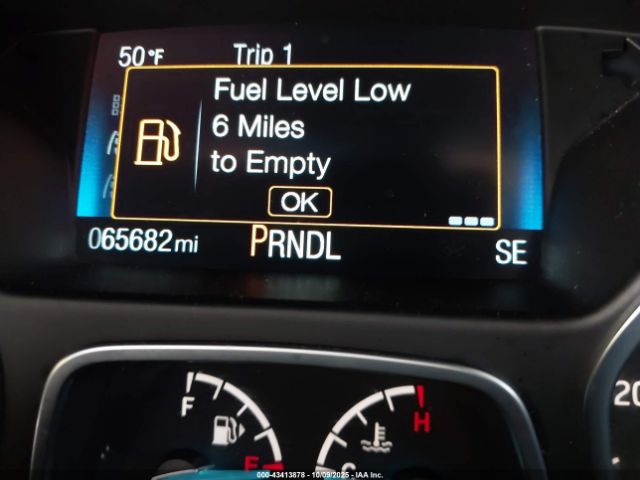 50°F Trip 1
Fuel Level Low
6 Miles
to Empty
OK
065682mi PRNDL SE
20
F H
E C
00-43413878 | 10/09/2025 | © IAA Inc.